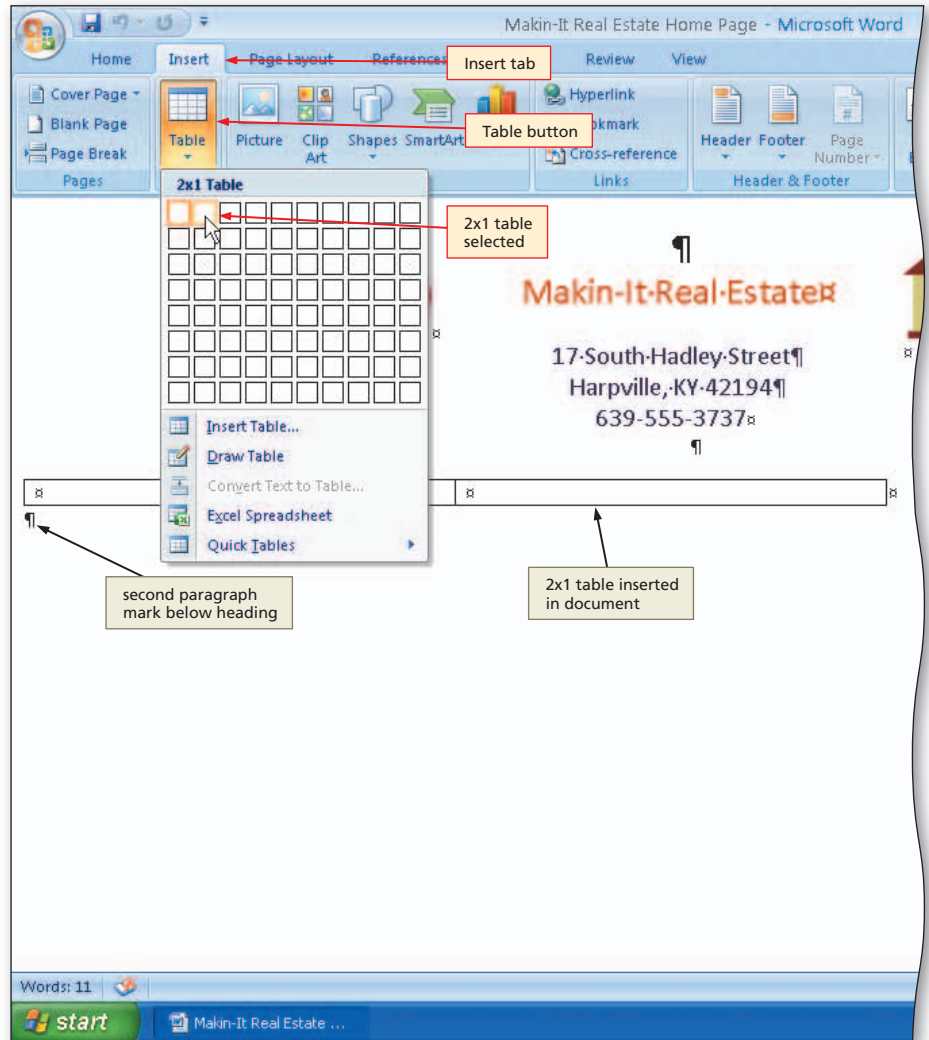 Makin-It Real Estate Home Page - Microsoft Word
Home Insert Page Layout References Review View
Insert tab
Cover Page
Blank Page
Page Break
Pages
Table
Picture
Clip Art
Shapes
SmartArt
Table button
Hyperlink
Cross-reference
Links
Header
Footer
Page Number
Header & Footer
2x1 Table
2x1 table
selected
¶
Makin-It·Real·Estate¤
¤
17·South·Hadley·Street¶
¤
Harpville,·KY·42194¶
639-555-3737¤
¶
Insert Table...
Draw Table
Convert Text to Table...
Excel Spreadsheet
Quick Tables
¤ ¤ ¤
¶
second paragraph
mark below heading
2x1 table inserted
in document
Words: 11
start
Makin-It Real Estate ...